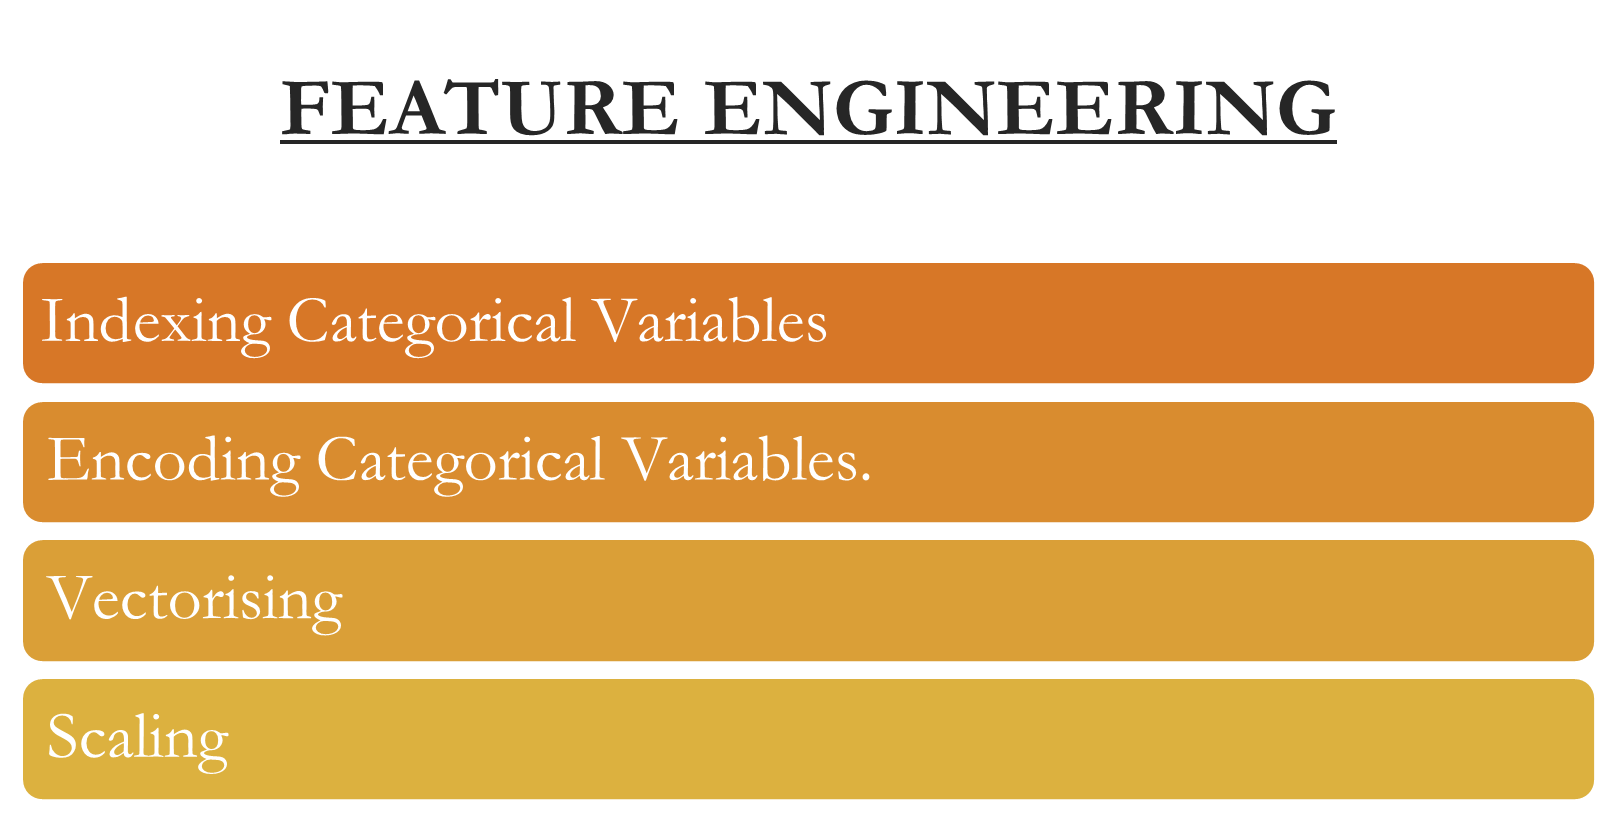 FEATURE ENGINEERING
Indexing Categorical Variables
Encoding Categorical Variables.
Vectorising
Scaling